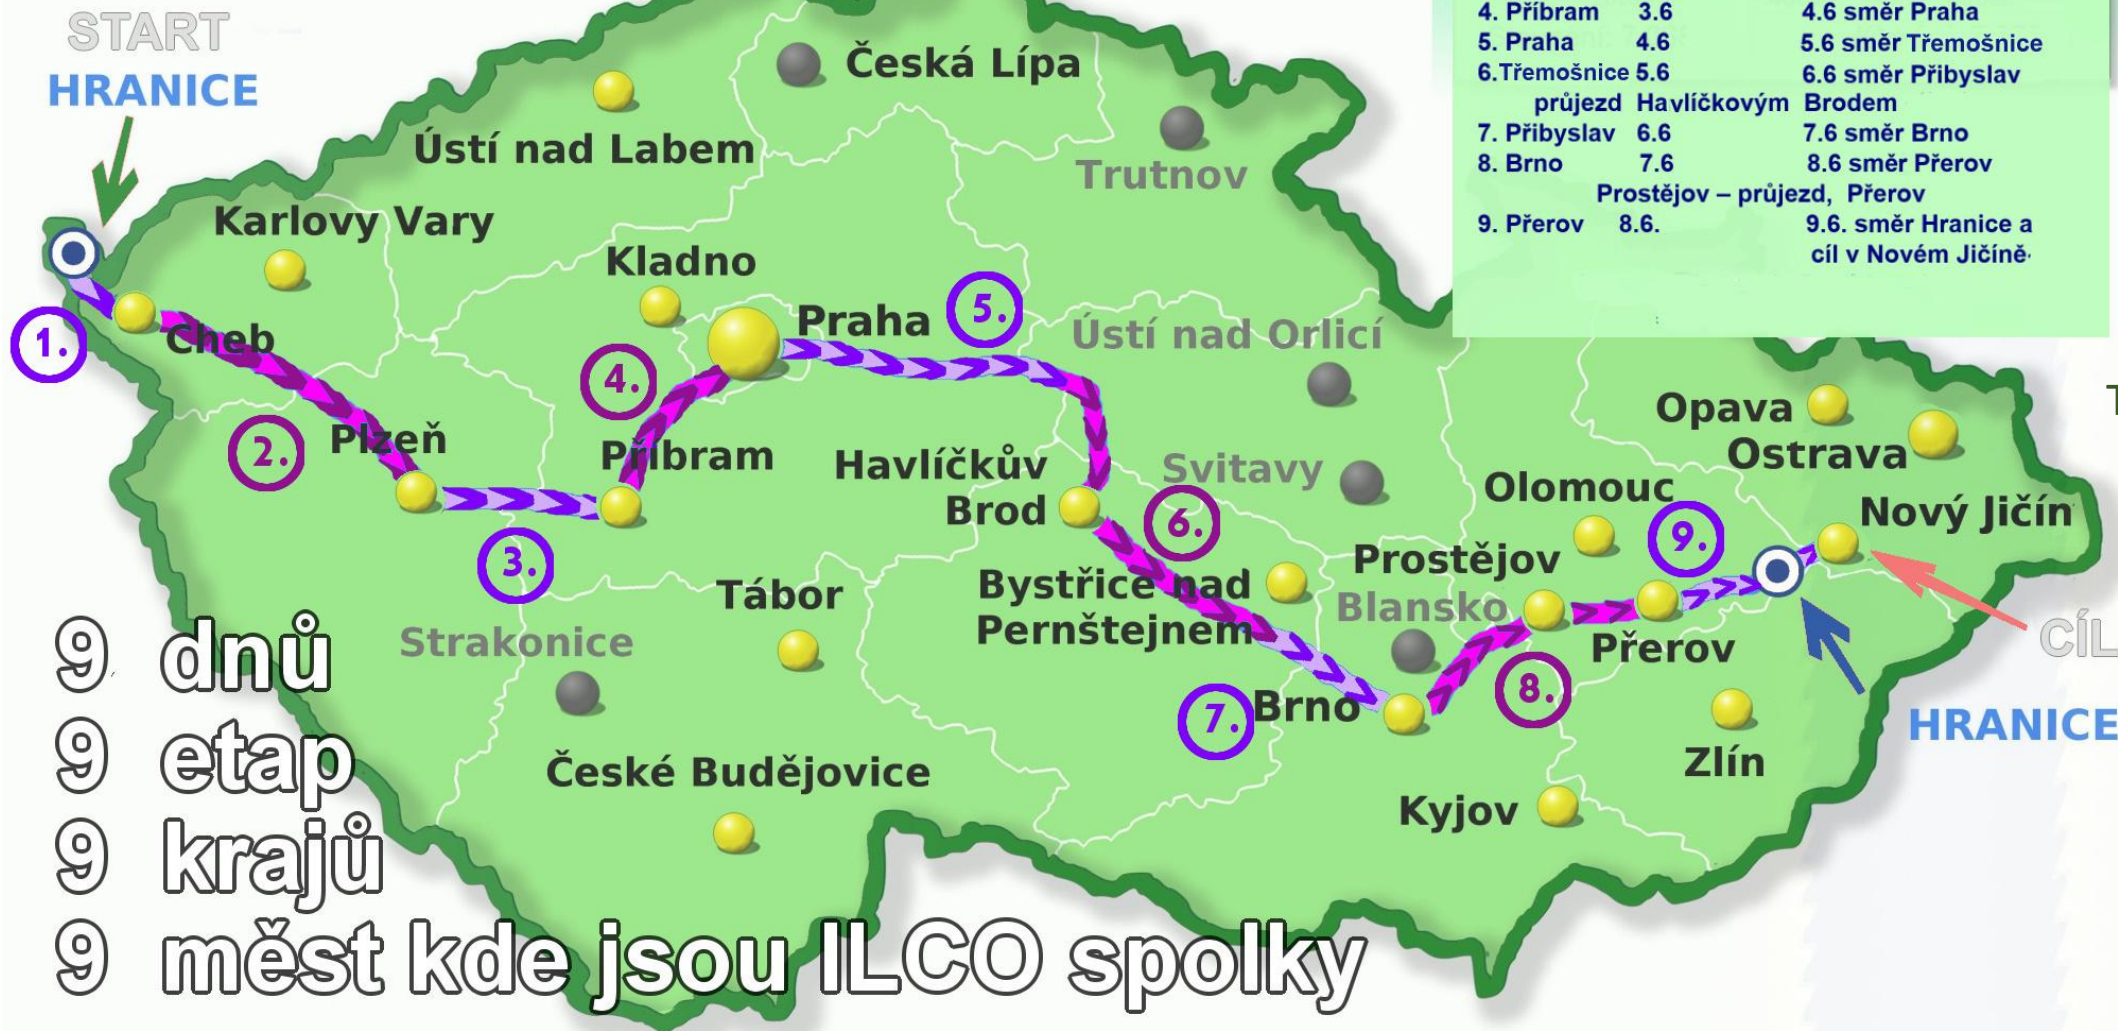 START
HRANICE
4. Příbram 3.6 4.6 směr Praha
5. Praha 4.6 5.6 směr Třemošnice
6.Třemošnice 5.6 6.6 směr Přibyslav
průjezd Havlíčkovým Brodem
7. Přibyslav 6.6 7.6 směr Brno
8. Brno 7.6 8.6 směr Přerov
Prostějov – průjezd, Přerov
9. Přerov 8.6. 9.6. směr Hranice a
cíl v Novém Jičíně
Česká Lípa
Ústí nad Labem
Trutnov
Karlovy Vary
Kladno
Praha
5.
Ústí nad Orlicí
1.
Cheb
4.
2.
Plzeň
Příbram
Havlíčkův
Brod
Svitavy
6.
Opava
Ostrava
Olomouc
Nový Jičín
9.
3.
Tábor
Bystřice nad
Pernštejnem
Prostějov
Blansko
Přerov
CÍL
Strakonice
7.
Brno
8.
HRANICE
Zlín
České Budějovice
Kyjov
9 dnů
9 etap
9 krajů
9 měst kde jsou ILCO spolky